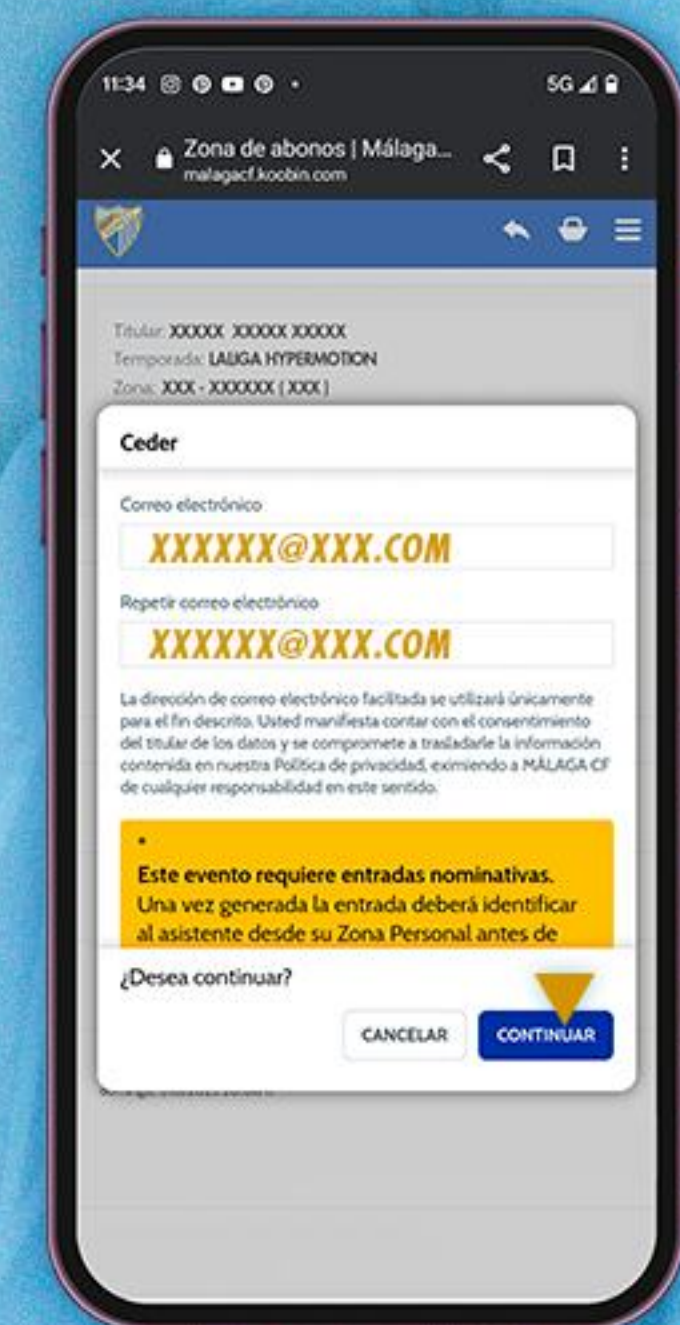 11:34
5G
Zona de abonos | Málaga...
malagacf.koobin.com
Titular: XXXXX XXXXX XXXXX
Temporada: LALIGA HYPERMOTION
Zona: XXX - XXXXXX ( XXX )
Ceder
Correo electrónico
XXXXXX@XXX.COM
Repetir correo electrónico
XXXXXX@XXX.COM
La dirección de correo electrónico facilitada se utilizará únicamente
para el fin descrito. Usted manifiesta contar con el consentimiento
del titular de los datos y se compromete a trasladarle la información
contenida en nuestra Política de privacidad, eximiendo a MÁLAGA CF
de cualquier responsabilidad en este sentido.
•
Este evento requiere entradas nominativas.
Una vez generada la entrada deberá identificar
al asistente desde su Zona Personal antes de
¿Desea continuar?
CANCELAR
CONTINUAR